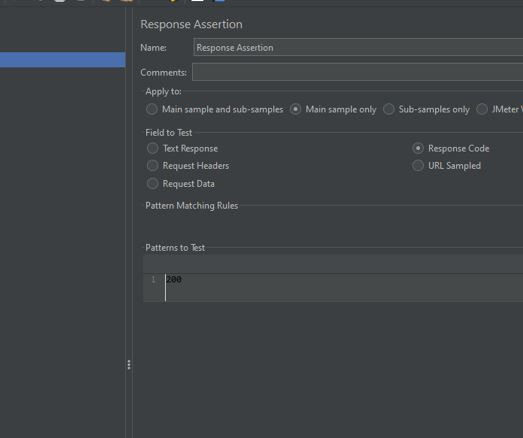 Response Assertion
Name: Response Assertion
Comments:
Apply to:
Main sample and sub-samples Main sample only Sub-samples only JMeter
Field to Test
Text Response Response Code
Request Headers URL Sampled
Request Data
Pattern Matching Rules
Patterns to Test
1 200